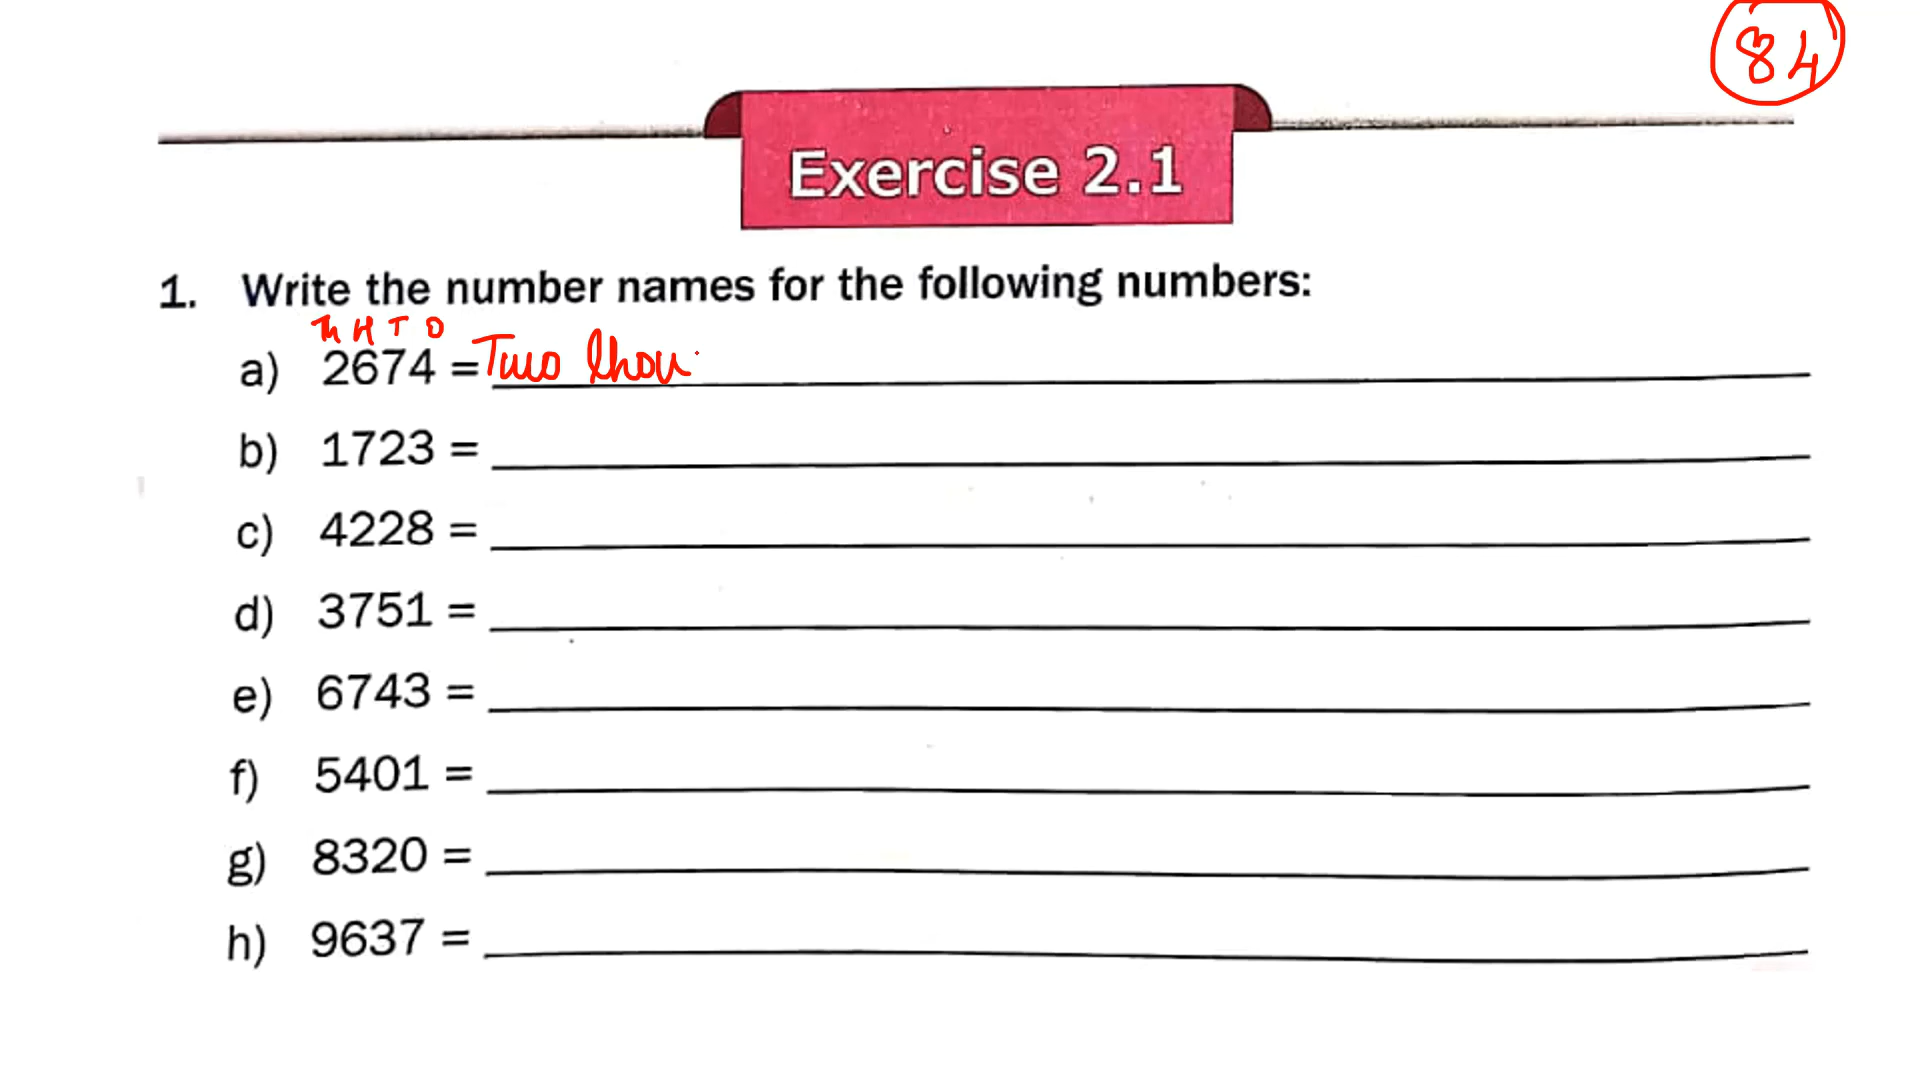 84
Exercise 2.1
1. Write the number names for the following numbers:
Th H T O
a) 2674 = Two thou
b) 1723 =
c) 4228 =
d) 3751 =
e) 6743 =
f) 5401 =
g) 8320 =
h) 9637 =